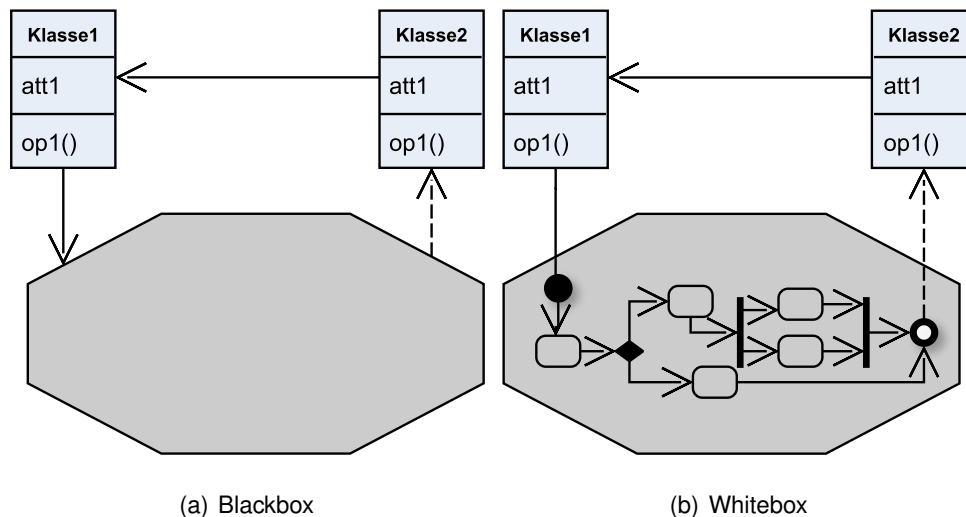 Klasse1
att1
op1()
Klasse2
att1
op1()
Klasse1
att1
op1()
Klasse2
att1
op1()
(a) Blackbox
(b) Whitebox